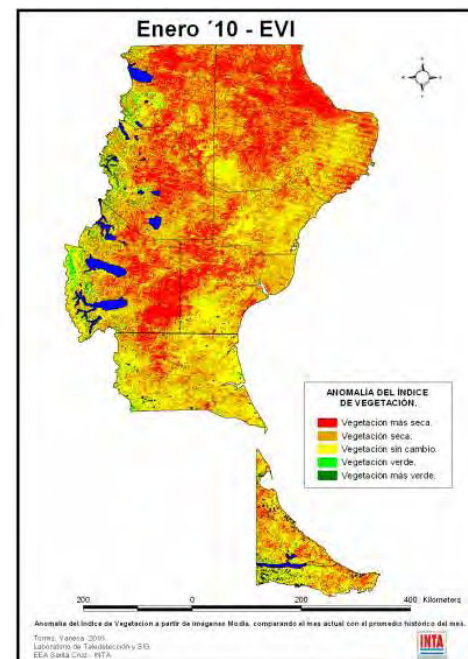 Enero ´10 - EVI
ANOMALÍA DEL ÍNDICE
DE VEGETACIÓN.
Vegetación más seca.
Vegetación seca.
Vegetación sin cambio.
Vegetación verde.
Vegetación más verde.
200 0 200 400 Kilometers
Anomalía del Índice de Vegetación a partir de imágenes Modis, comparando el mes actual con el promedio histórico del mes.
Torres, Vanesa
Laboratorio de Teledetección y SIG
EEA Santa Cruz - INTA
INTA